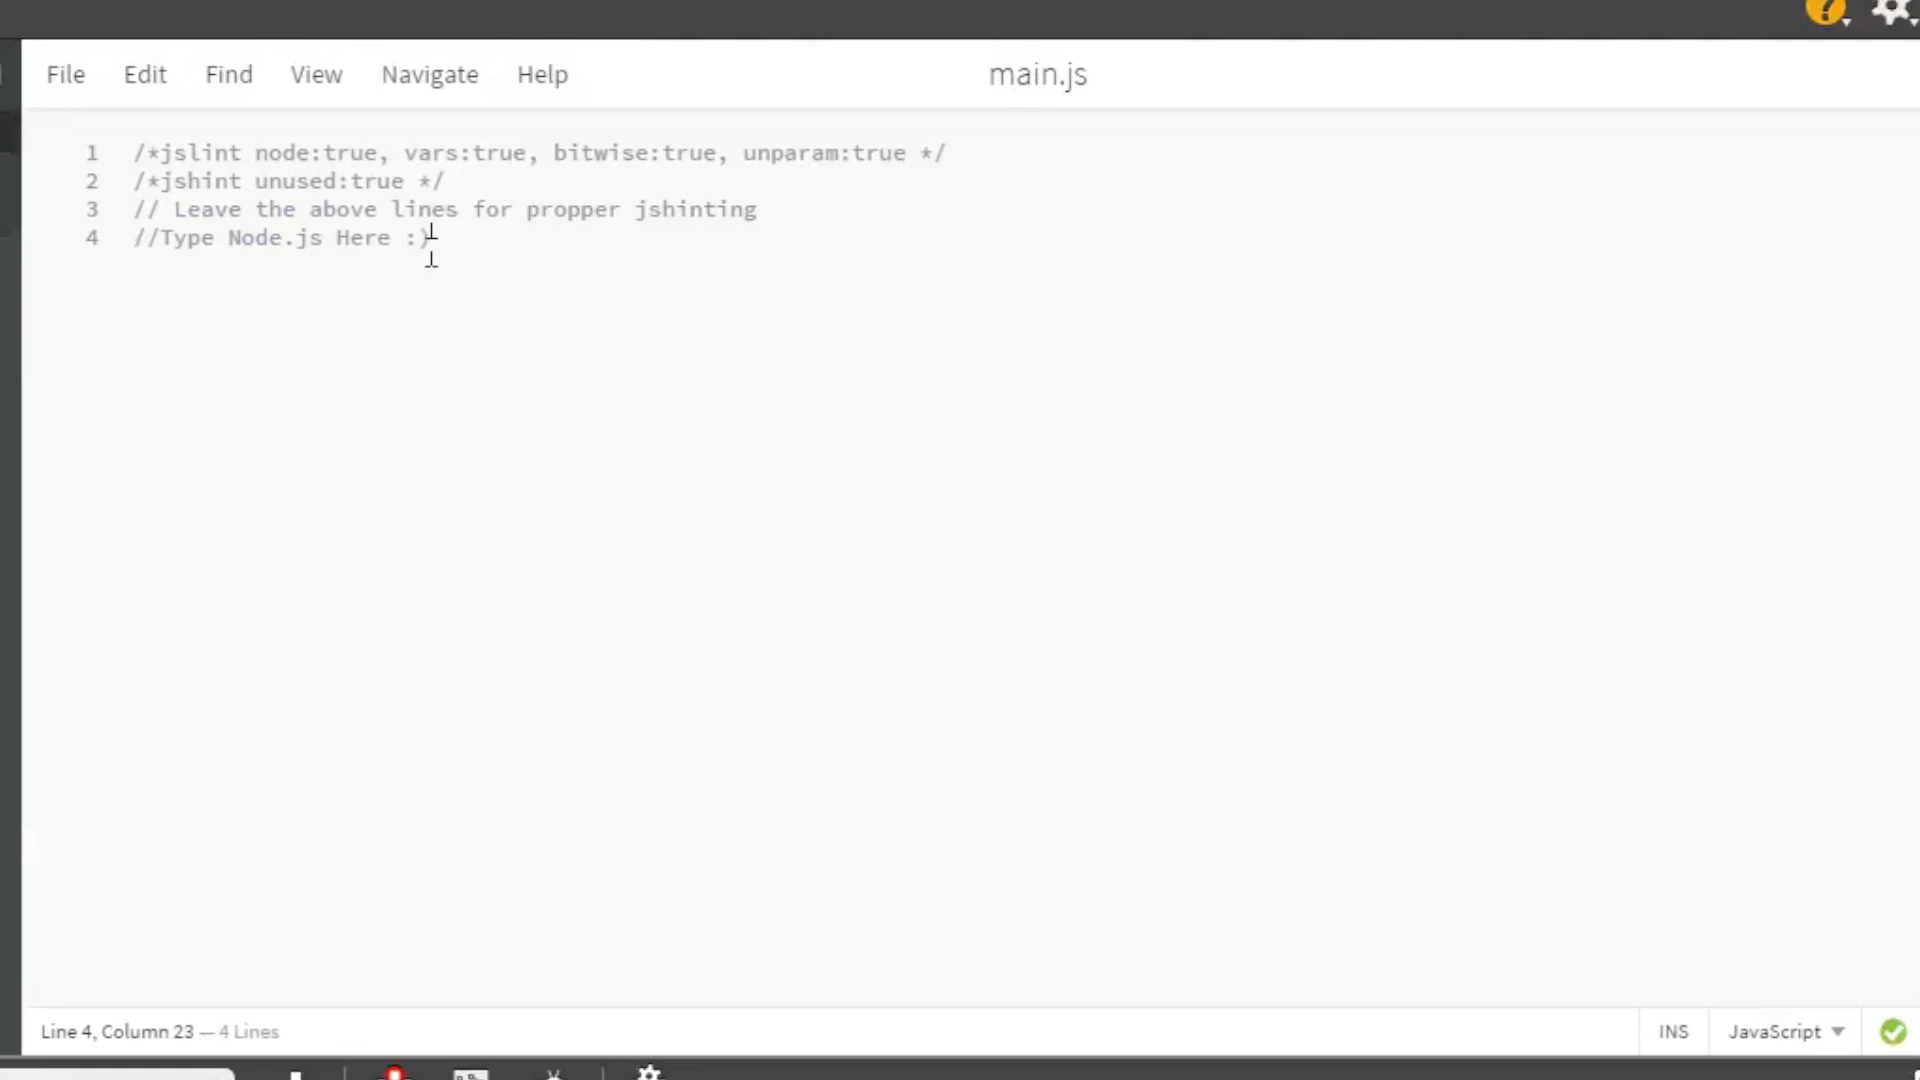 File Edit Find View Navigate Help main.js
1 /*jslint node:true, vars:true, bitwise:true, unparam:true */
2 /*jshint unused:true */
3 // Leave the above lines for propper jshinting
4 //Type Node.js Here :)
Line 4, Column 23 — 4 Lines INS JavaScript